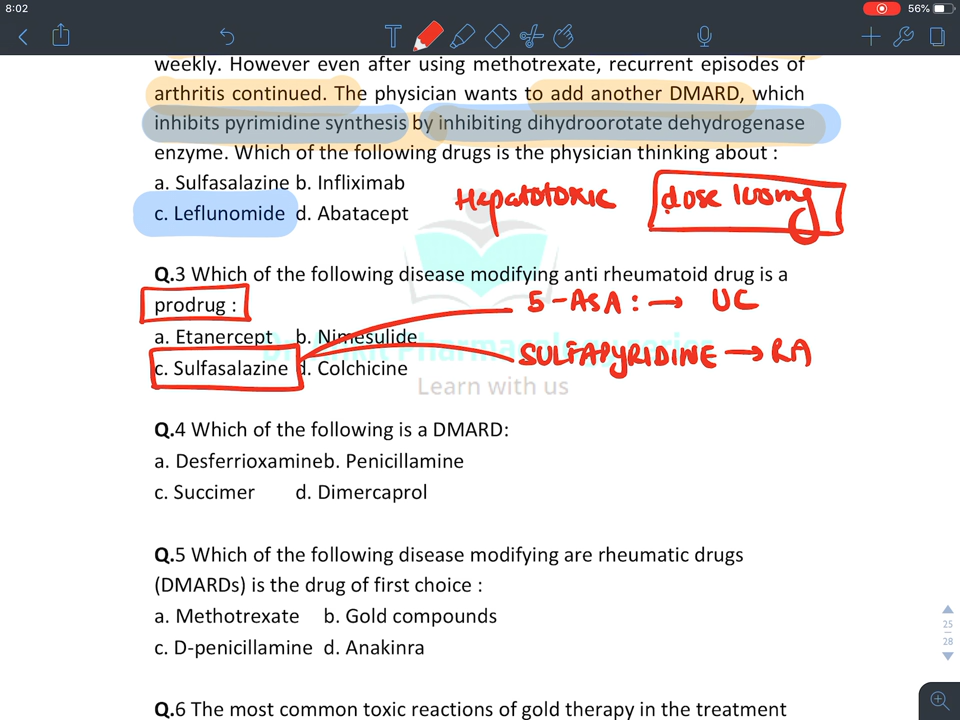 8:02
56%
weekly. However even after using methotrexate, recurrent episodes of
arthritis continued. The physician wants to add another DMARD, which
inhibits pyrimidine synthesis by inhibiting dihydroorotate dehydrogenase
enzyme. Which of the following drugs is the physician thinking about :
a. Sulfasalazine b. Infliximab
c. Leflunomide d. Abatacept
Hepatotoxic dose 100mg
Q.3 Which of the following disease modifying anti rheumatoid drug is a
prodrug :
5-ASA : → UC
a. Etanercept b. Nimesulide
SULFAPYRIDINE → RA
c. Sulfasalazine d. Colchicine
Learn with us
Q.4 Which of the following is a DMARD:
a. Desferrioxamineb. Penicillamine
c. Succimer d. Dimercaprol
Q.5 Which of the following disease modifying are rheumatic drugs
(DMARDs) is the drug of first choice :
a. Methotrexate b. Gold compounds
c. D-penicillamine d. Anakinra
25
28
Q.6 The most common toxic reactions of gold therapy in the treatment